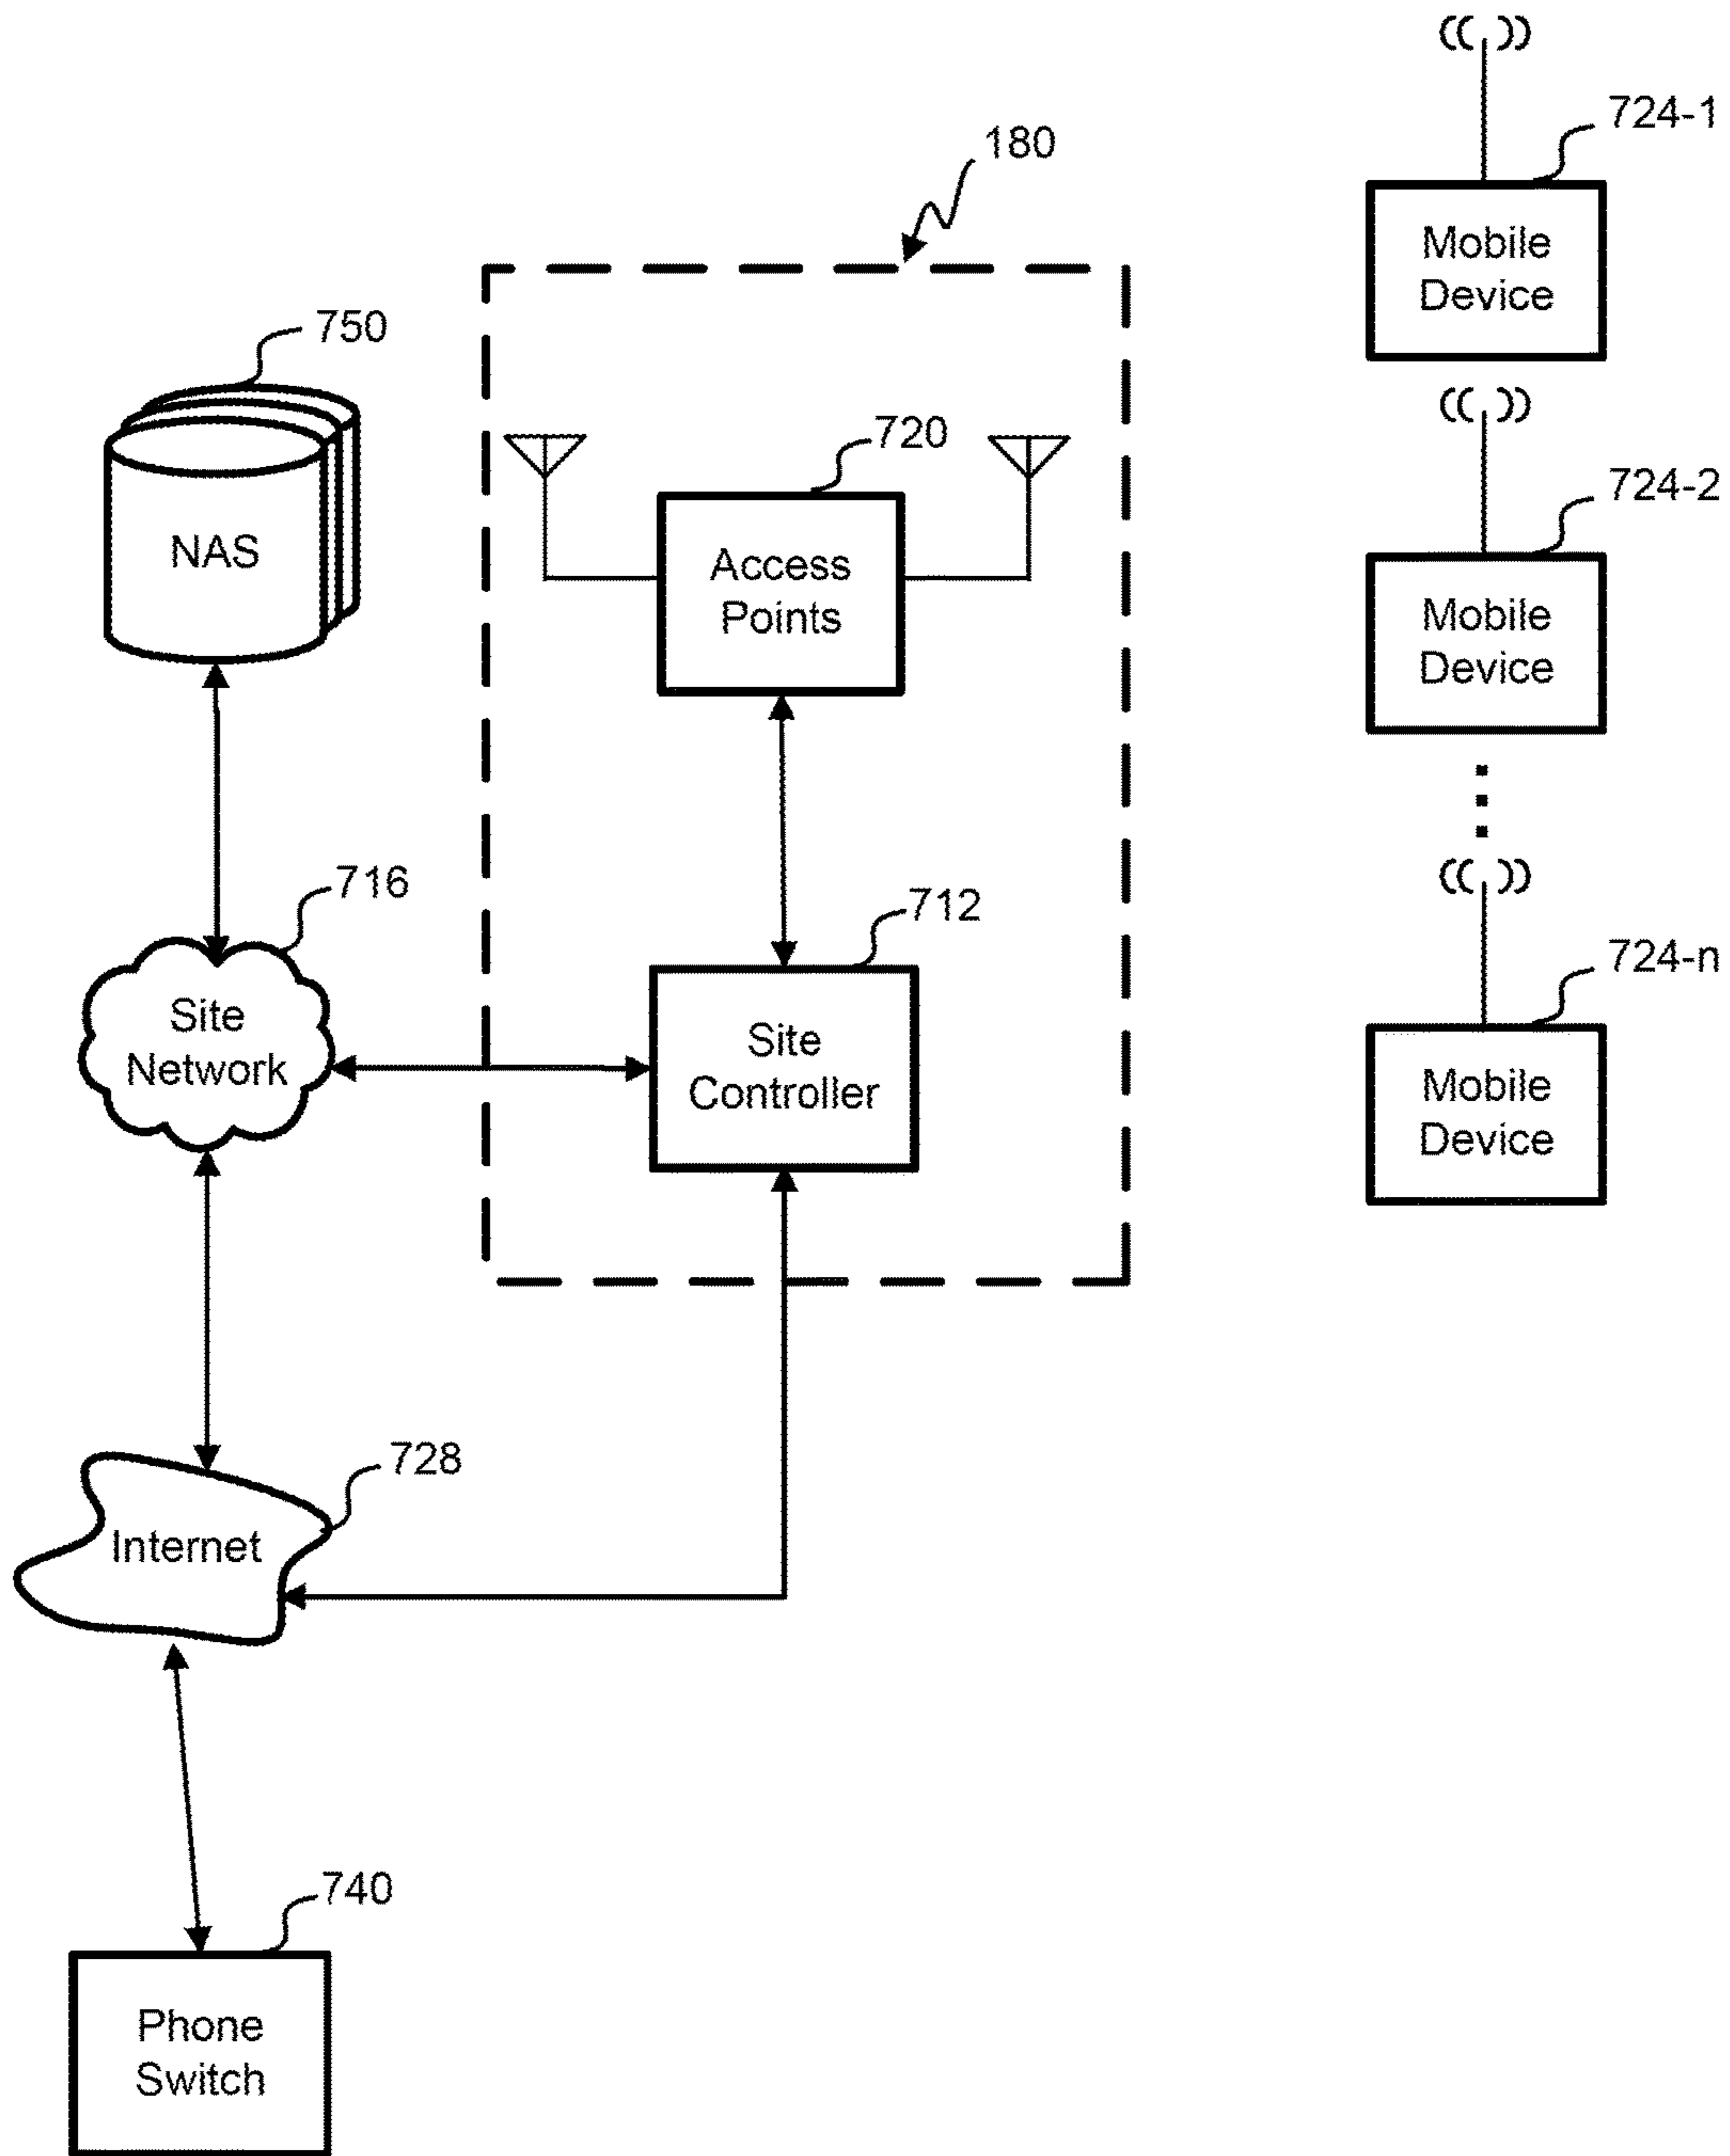 724-1
Mobile
Device
180
750
NAS
720
Access
Points
724-2
Mobile
Device
716
Site
Network
712
Site
Controller
724-n
Mobile
Device
728
Internet
740
Phone
Switch